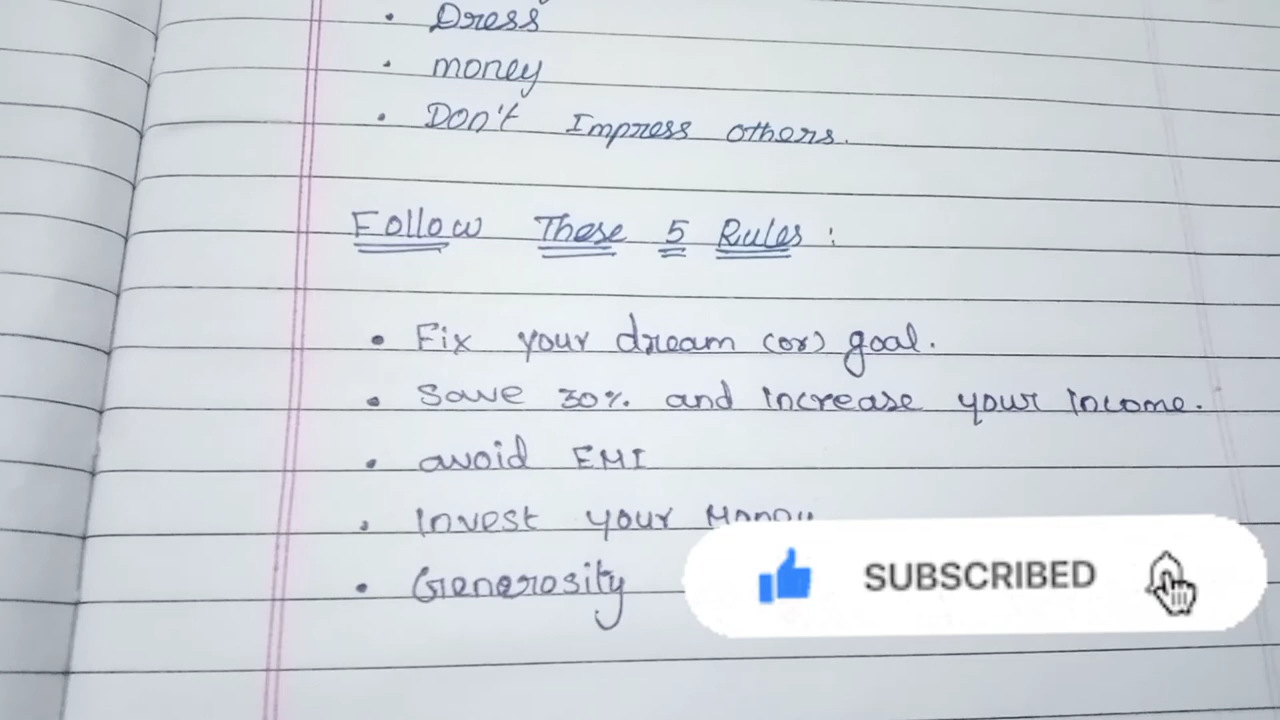 • Dress
• money
• Don't Impress others.
Follow These 5 Rules :
• Fix your dream (or) goal.
• Save 30% and increase your income.
• avoid EMI
• Invest your Money
• Generosity
SUBSCRIBED